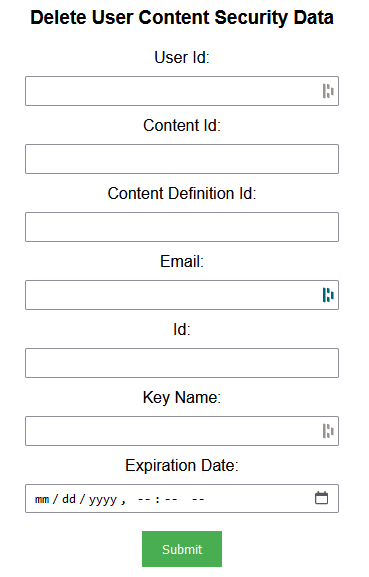 Delete User Content Security Data
User Id:
Content Id:
Content Definition Id:
Email:
Id:
Key Name:
Expiration Date:
mm / dd / yyyy , -- : -- --
Submit